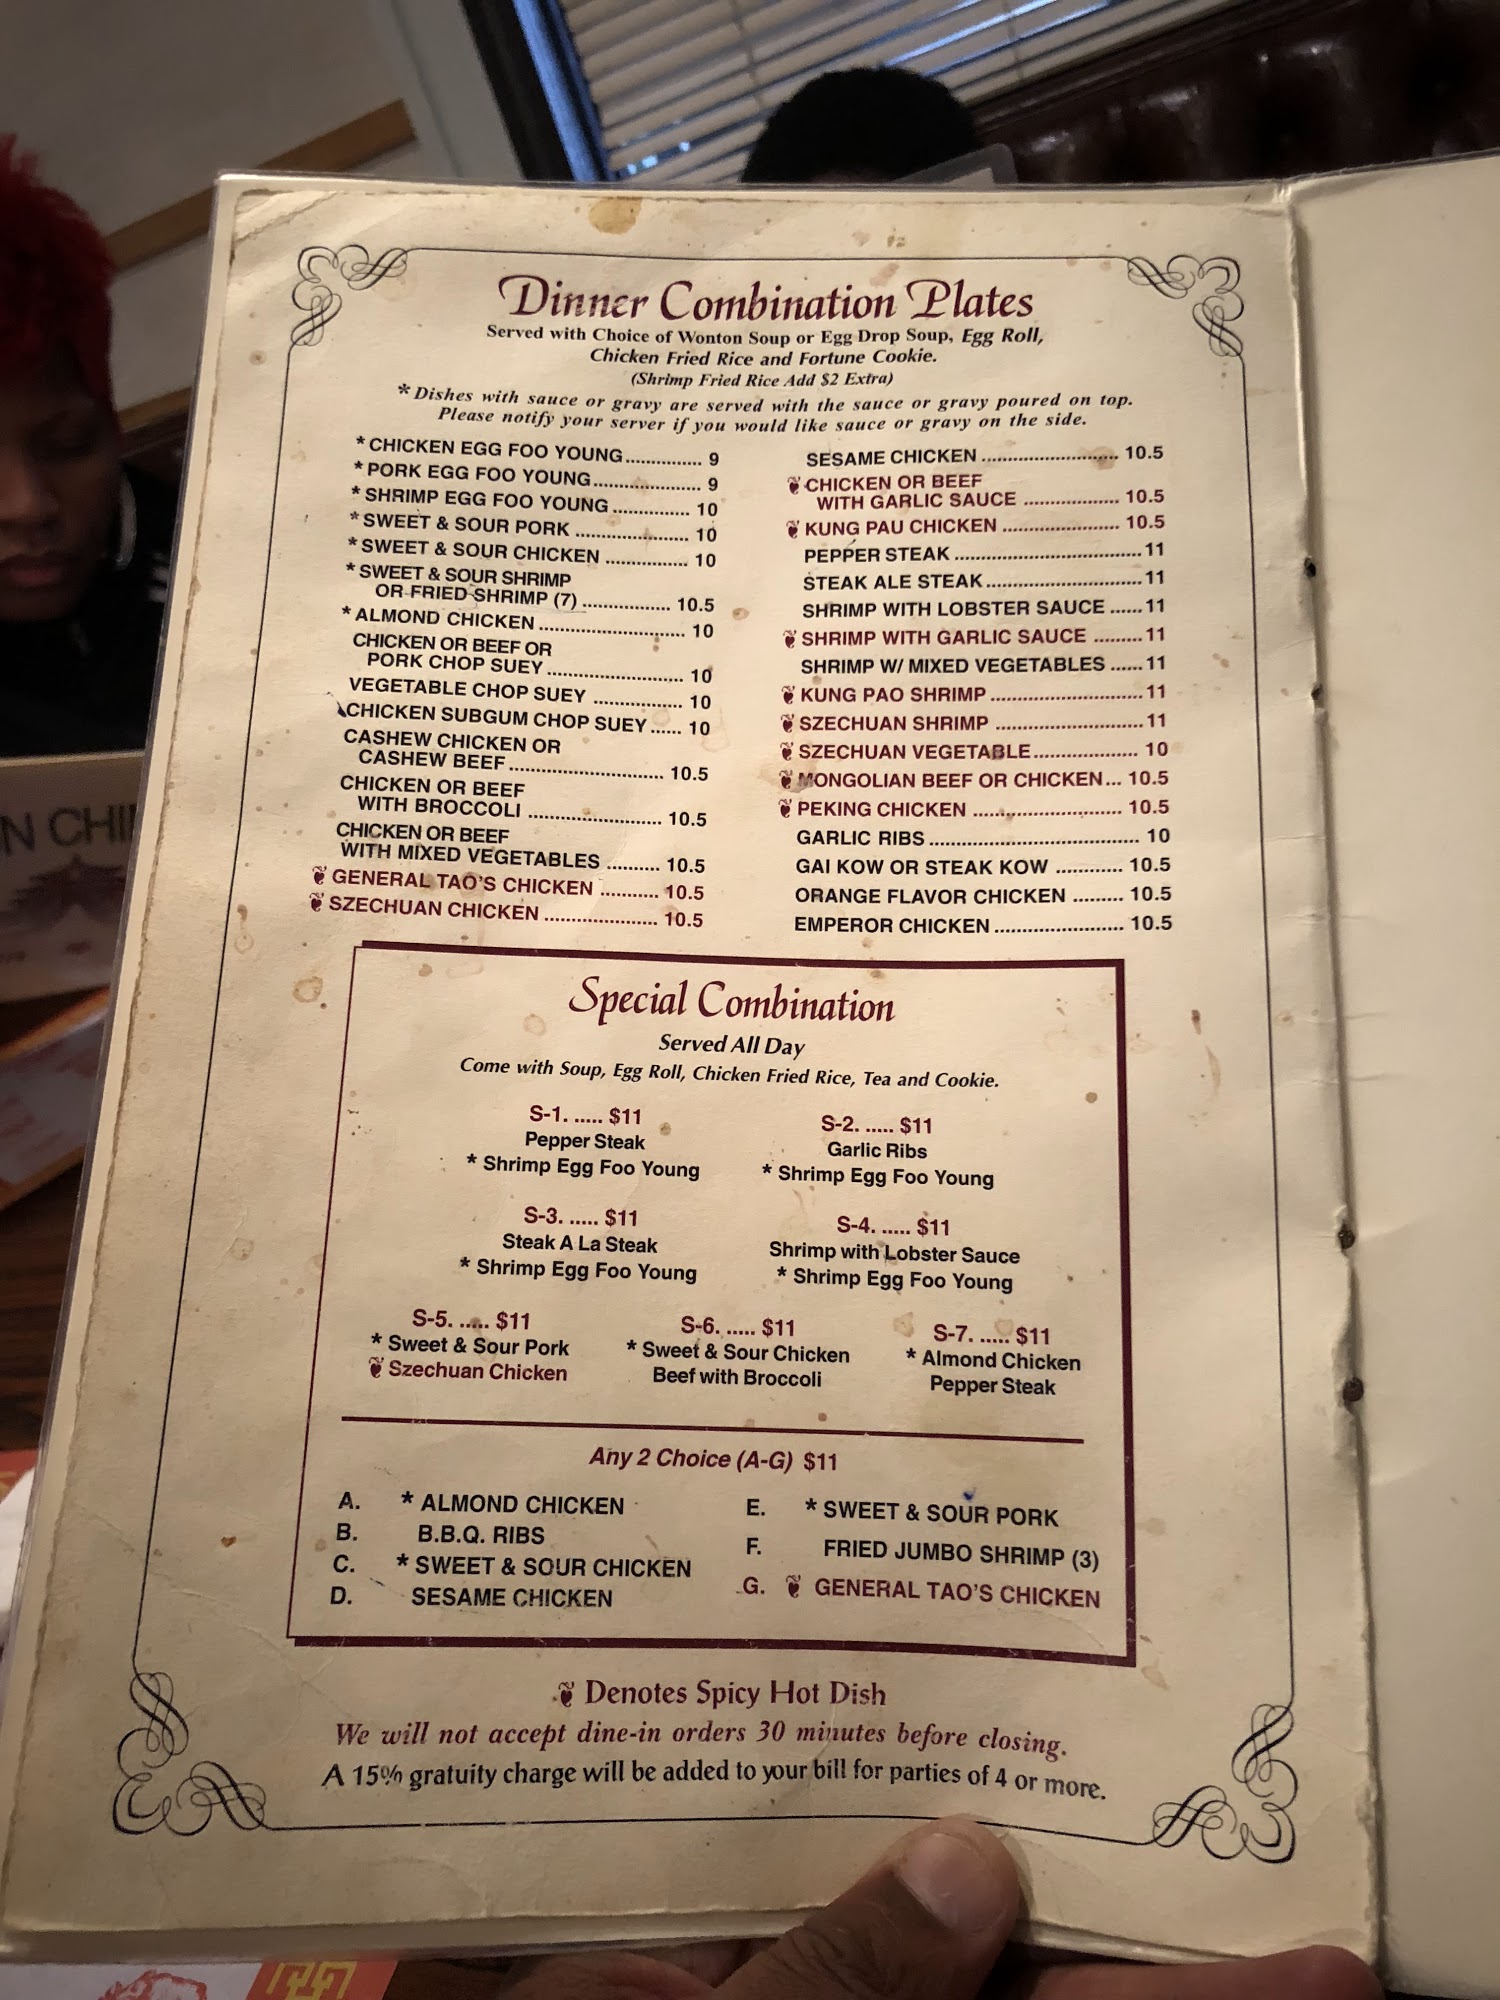 Dinner Combination Plates
Served with Choice of Wonton Soup or Egg Drop Soup, Egg Roll,
Chicken Fried Rice and Fortune Cookie.
(Shrimp Fried Rice Add $2 Extra)
*Dishes with sauce or gravy are served with the sauce or gravy poured on top.
Please notify your server if you would like sauce or gravy on the side.
*CHICKEN EGG FOO YOUNG............... 9
*PORK EGG FOO YOUNG..................... 9
*SHRIMP EGG FOO YOUNG ............... 10
*SWEET & SOUR PORK ...................... 10
*SWEET & SOUR CHICKEN ................ 10
*SWEET & SOUR SHRIMP
OR FRIED SHRIMP (7) ................. 10.5
*ALMOND CHICKEN ............................ 10
CHICKEN OR BEEF OR
PORK CHOP SUEY.......................... 10
VEGETABLE CHOP SUEY .................. 10
CHICKEN SUBGUM CHOP SUEY...... 10
CASHEW CHICKEN OR
CASHEW BEEF.............................. 10.5
CHICKEN OR BEEF
WITH BROCCOLI .......................... 10.5
CHICKEN OR BEEF
WITH MIXED VEGETABLES .......... 10.5
GENERAL TAO'S CHICKEN ........... 10.5
SZECHUAN CHICKEN ...................... 10.5
SESAME CHICKEN .......................... 10.5
CHICKEN OR BEEF
WITH GARLIC SAUCE ................... 10.5
KUNG PAU CHICKEN ....................... 10.5
PEPPER STEAK ...................................11
STEAK ALE STEAK..............................11
SHRIMP WITH LOBSTER SAUCE ......11
SHRIMP WITH GARLIC SAUCE .........11
SHRIMP W/ MIXED VEGETABLES ......11
KUNG PAO SHRIMP.............................11
SZECHUAN SHRIMP ............................11
SZECHUAN VEGETABLE.................... 10
MONGOLIAN BEEF OR CHICKEN... 10.5
PEKING CHICKEN ............................ 10.5
GARLIC RIBS........................................ 10
GAI KOW OR STEAK KOW ............ 10.5
ORANGE FLAVOR CHICKEN ......... 10.5
EMPEROR CHICKEN ........................ 10.5
Special Combination
Served All Day
Come with Soup, Egg Roll, Chicken Fried Rice, Tea and Cookie.
S-1. ..... $11
Pepper Steak
* Shrimp Egg Foo Young
S-2. ..... $11
Garlic Ribs
* Shrimp Egg Foo Young
S-3. ..... $11
Steak A La Steak
* Shrimp Egg Foo Young
S-4. ..... $11
Shrimp with Lobster Sauce
* Shrimp Egg Foo Young
S-5. ..... $11
* Sweet & Sour Pork
Szechuan Chicken
S-6. ..... $11
* Sweet & Sour Chicken
Beef with Broccoli
S-7. ..... $11
* Almond Chicken
Pepper Steak
Any 2 Choice (A-G) $11
A. * ALMOND CHICKEN
B. B.B.Q. RIBS
C. * SWEET & SOUR CHICKEN
D. SESAME CHICKEN
E. * SWEET & SOUR PORK
F. FRIED JUMBO SHRIMP (3)
G. GENERAL TAO'S CHICKEN
Denotes Spicy Hot Dish
We will not accept dine-in orders 30 minutes before closing.
A 15% gratuity charge will be added to your bill for parties of 4 or more.